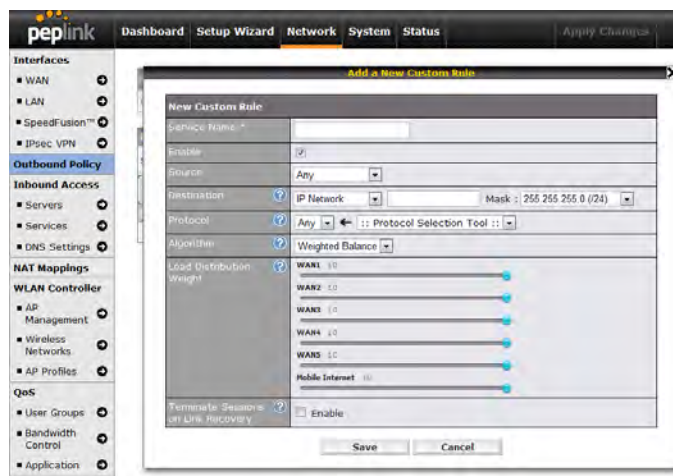 peplink
Dashboard Setup Wizard Network System Status Apply Changes
Interfaces
WAN
LAN
SpeedFusion™
IPsec VPN
Outbound Policy
Inbound Access
Servers
Services
DNS Settings
NAT Mappings
WLAN Controller
AP Management
Wireless Networks
AP Profiles
QoS
User Groups
Bandwidth Control
Application
Add a New Custom Rule
New Custom Rule
Service Name *
Enable
Source Any
Destination ? IP Network Mask : 255.255.255.0 (/24)
Protocol ? Any :: Protocol Selection Tool ::
Algorithm ? Weighted Balance
Load Distribution Weight ?
WAN1 10
WAN2 10
WAN3 10
WAN4 10
WAN5 10
Mobile Internet 10
Terminate Sessions on Link Recovery ? Enable
Save Cancel